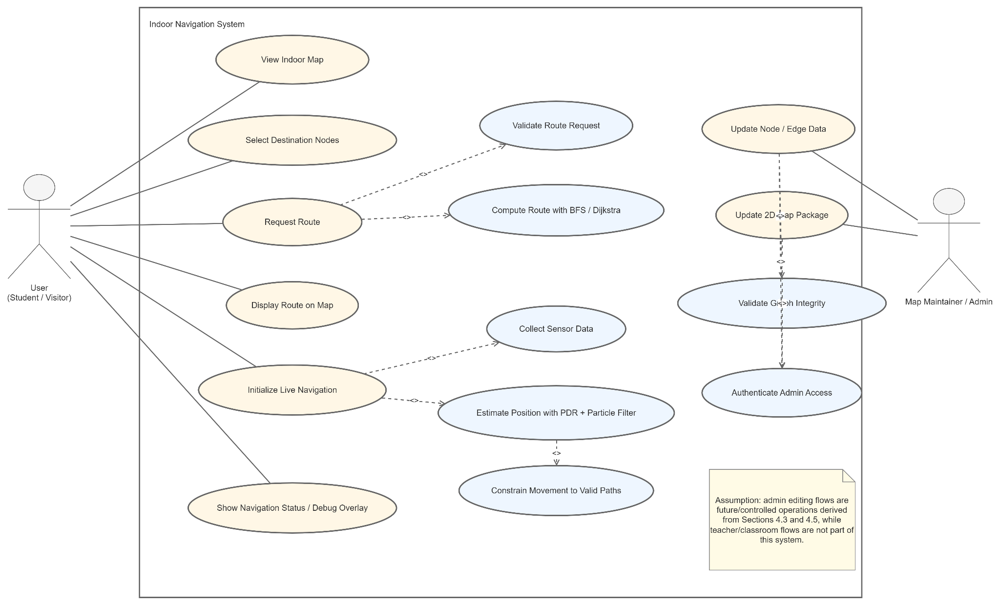 Indoor Navigation System
View Indoor Map
Select Destination Nodes
Request Route
Display Route on Map
Initialize Live Navigation
Show Navigation Status / Debug Overlay
Validate Route Request
<>
Compute Route with BFS / Dijkstra
<>
Collect Sensor Data
<>
Estimate Position with PDR + Particle Filter
<>
<>
Constrain Movement to Valid Paths
Update Node / Edge Data
Update 2D <>ap Package
<>
Validate G<>h Integrity
Authenticate Admin Access
User
(Student / Visitor)
Map Maintainer / Admin
Assumption: admin editing flows are
future/controlled operations derived
from Sections 4.3 and 4.5, while
teacher/classroom flows are not part of
this system.